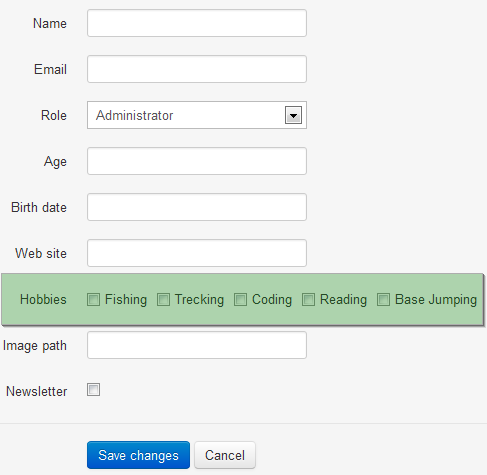 Name
Email
Role Administrator
Age
Birth date
Web site
Hobbies Fishing Trecking Coding Reading Base Jumping
Image path
Newsletter
Save changes Cancel